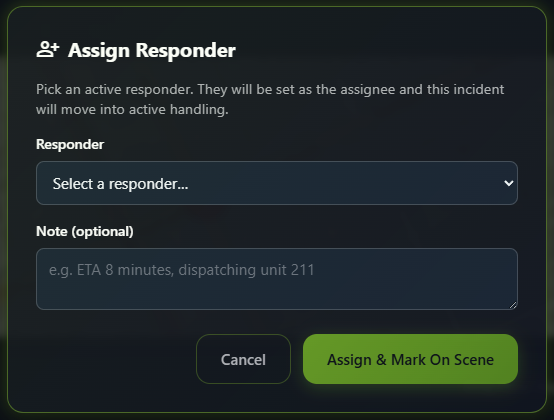 Assign Responder
Pick an active responder. They will be set as the assignee and this incident
will move into active handling.
Responder
Select a responder...
Note (optional)
e.g. ETA 8 minutes, dispatching unit 211
Cancel
Assign & Mark On Scene